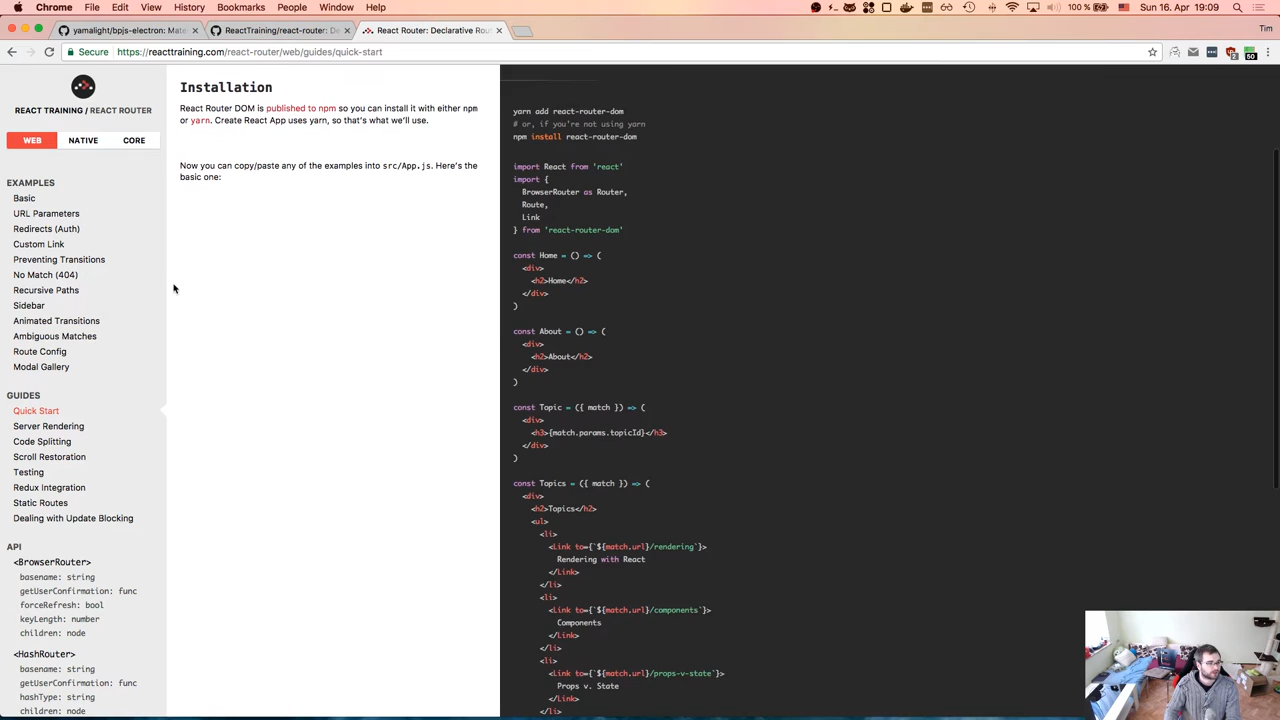 Chrome File Edit View History Bookmarks People Window Help 100 % Sun 16. Apr 19:09
yamalight/bpjs-electron: Mate × ReactTraining/react-router: De × React Router: Declarative Rout × Tim
Secure https://reacttraining.com/react-router/web/guides/quick-start
REACT TRAINING / REACT ROUTER
WEB NATIVE CORE
EXAMPLES
Basic
URL Parameters
Redirects (Auth)
Custom Link
Preventing Transitions
No Match (404)
Recursive Paths
Sidebar
Animated Transitions
Ambiguous Matches
Route Config
Modal Gallery
GUIDES
Quick Start
Server Rendering
Code Splitting
Scroll Restoration
Testing
Redux Integration
Static Routes
Dealing with Update Blocking
API
<BrowserRouter>
basename: string
getUserConfirmation: func
forceRefresh: bool
keyLength: number
children: node
<HashRouter>
basename: string
getUserConfirmation: func
hashType: string
children: node
Installation
React Router DOM is published to npm so you can install it with either npm
or yarn. Create React App uses yarn, so that's what we'll use.
Now you can copy/paste any of the examples into src/App.js. Here's the
basic one:
yarn add react-router-dom
# or, if you're not using yarn
npm install react-router-dom
import React from 'react'
import {
BrowserRouter as Router,
Route,
Link
} from 'react-router-dom'
const Home = () => (
<div>
<h2>Home</h2>
</div>
)
const About = () => (
<div>
<h2>About</h2>
</div>
)
const Topic = ({ match }) => (
<div>
<h3>{match.params.topicId}</h3>
</div>
)
const Topics = ({ match }) => (
<div>
<h2>Topics</h2>
<ul>
<li>
<Link to={`${match.url}/rendering`}>
Rendering with React
</Link>
</li>
<li>
<Link to={`${match.url}/components`}>
Components
</Link>
</li>
<li>
<Link to={`${match.url}/props-v-state`}>
Props v. State
</Link>
</li>